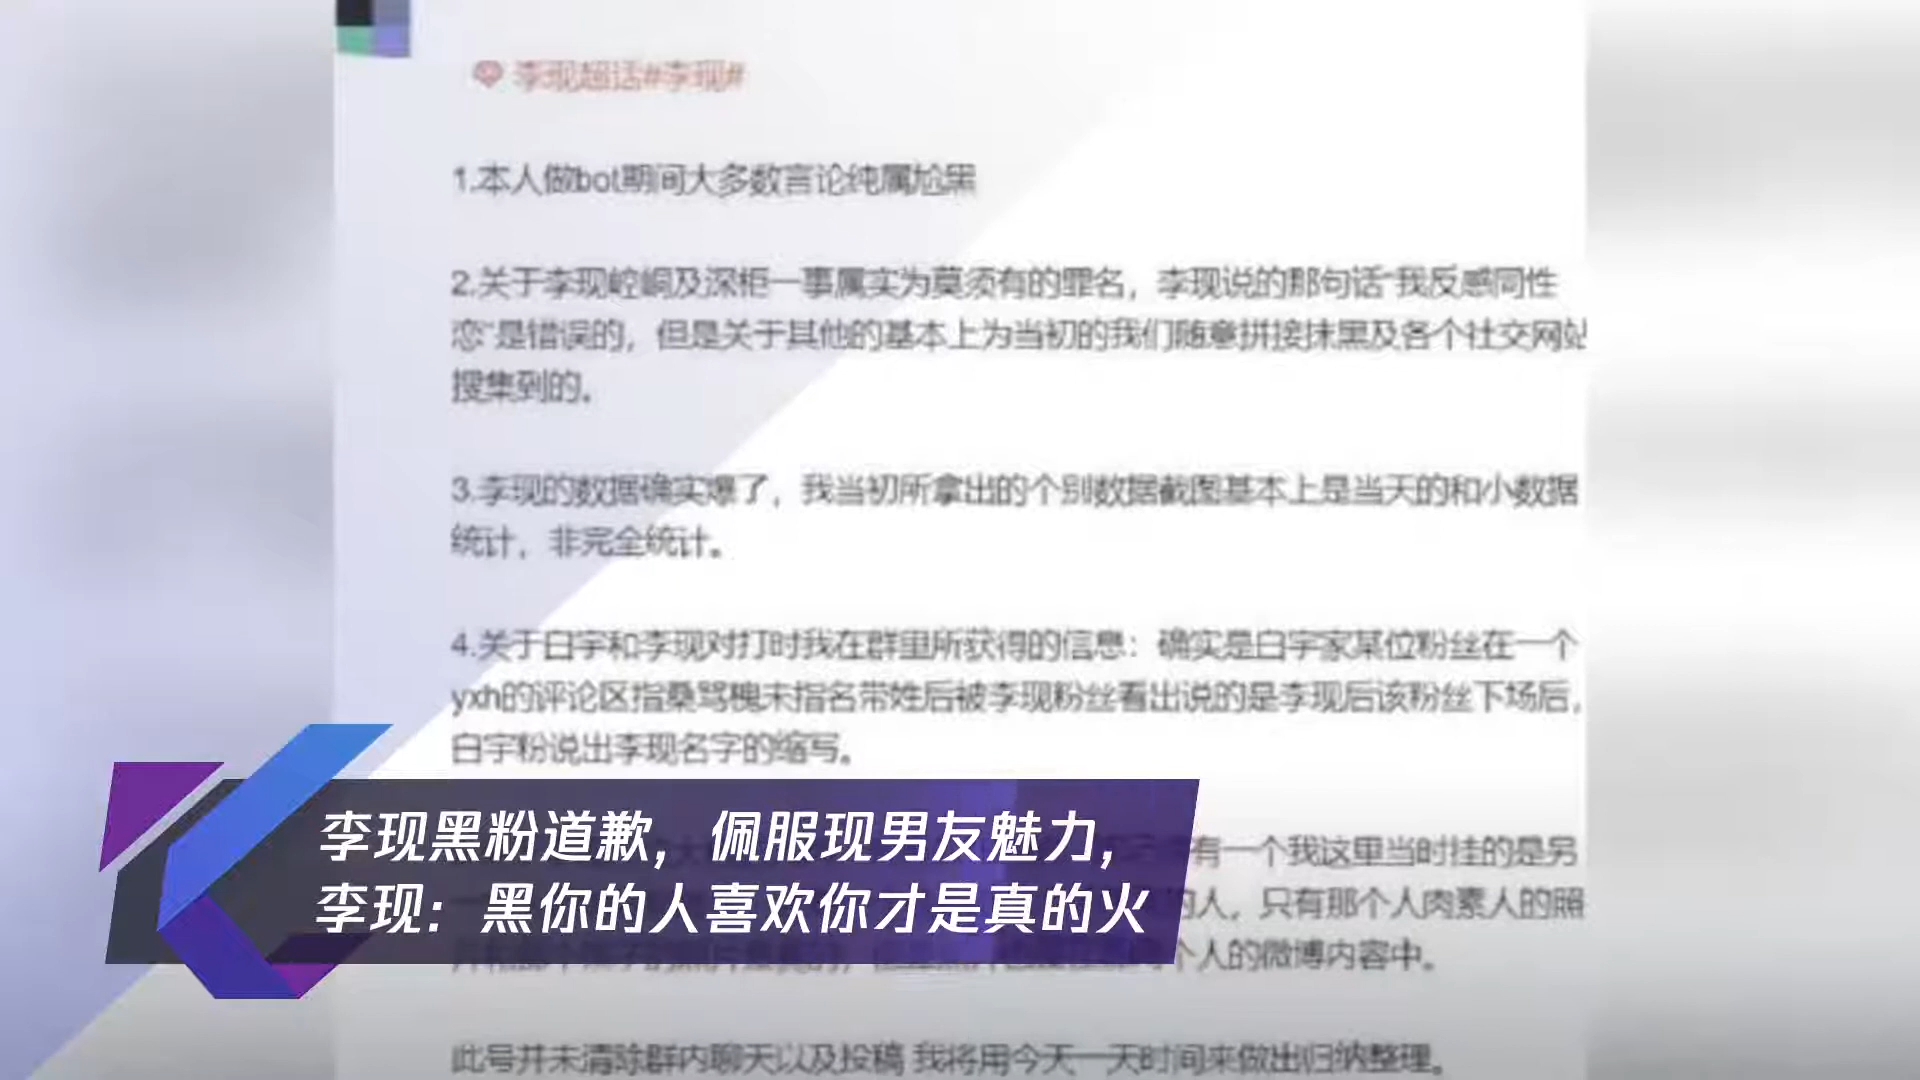 李现超话#李现#
1.本人做bot期间大多数言论纯属尬黑
2.关于李现崆峒及深柜一事属实为莫须有的罪名，李现说的那句话“我反感同性
恋”是错误的，但是关于其他的基本上为当初的我们随意拼接抹黑及各个社交网站
搜集到的。
3.李现的数据确实爆了，我当初所拿出的个别数据截图基本上是当天的和小数据
统计，非完全统计。
4.关于白宇和李现对打时我在群里所获得的信息：确实是白宇家某位粉丝在一个
yxh的评论区指桑骂槐未指名带姓后被李现粉丝看出说的是李现后该粉丝下场后，
白宇粉说出李现名字的缩写。
有一个我这里当时挂的是另
的人，只有那个人肉素人的照
个人的微博内容中。
此号并未清除群内聊天以及投稿 我将用今天一天时间来做出归纳整理。
李现黑粉道歉，佩服现男友魅力，
李现：黑你的人喜欢你才是真的火